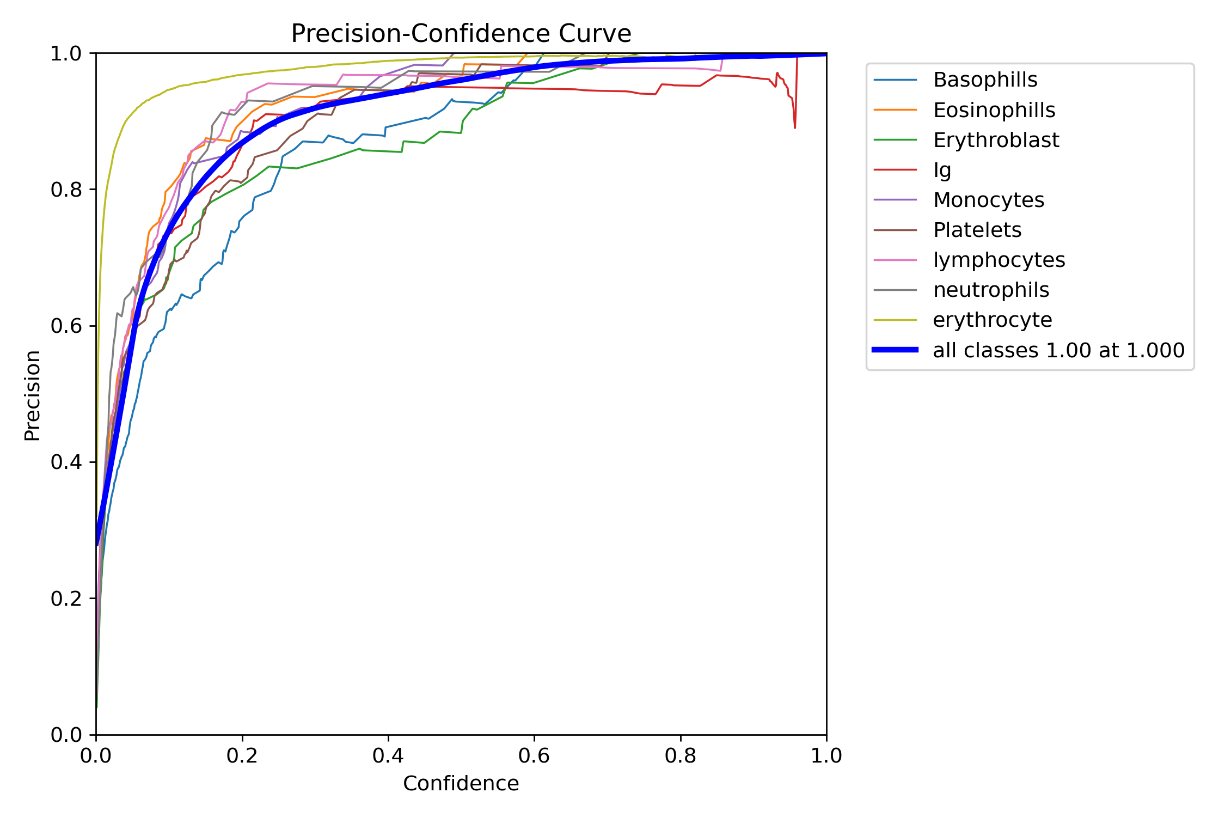 Precision-Confidence Curve
1.0
0.8
0.6
0.4
0.2
0.0
Precision
0.0 0.2 0.4 0.6 0.8 1.0
Confidence
Basophills
Eosinophills
Erythroblast
Ig
Monocytes
Platelets
lymphocytes
neutrophils
erythrocyte
all classes 1.00 at 1.000